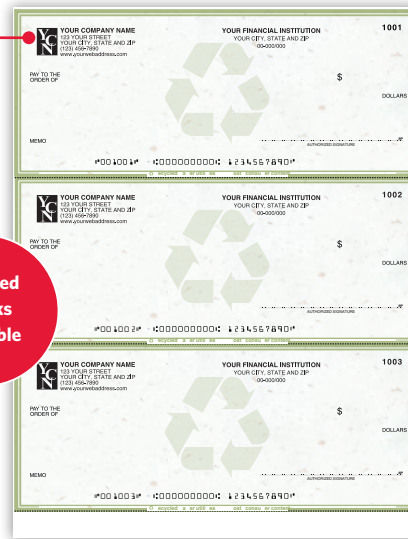 YOUR COMPANY NAME
123 YOUR STREET
YOUR CITY, STATE AND ZIP
(123) 456-7890
www.yourwebaddress.com
YOUR FINANCIAL INSTITUTION
YOUR CITY, STATE AND ZIP
00-000/000
1001
PAY TO THE
ORDER OF
$
DOLLARS
MEMO
AUTHORIZED SIGNATURE
⑈001001⑈ ⑆000000000⑆ 1234567890⑈
YOUR COMPANY NAME
123 YOUR STREET
YOUR CITY, STATE AND ZIP
(123) 456-7890
www.yourwebaddress.com
YOUR FINANCIAL INSTITUTION
YOUR CITY, STATE AND ZIP
00-000/000
1002
PAY TO THE
ORDER OF
$
DOLLARS
AUTHORIZED SIGNATURE
⑈001002⑈ ⑆000000000⑆ 1234567890⑈
YOUR COMPANY NAME
123 YOUR STREET
YOUR CITY, STATE AND ZIP
(123) 456-7890
www.yourwebaddress.com
YOUR FINANCIAL INSTITUTION
YOUR CITY, STATE AND ZIP
00-000/000
1003
PAY TO THE
ORDER OF
$
DOLLARS
MEMO
AUTHORIZED SIGNATURE
⑈001003⑈ ⑆000000000⑆ 1234567890⑈